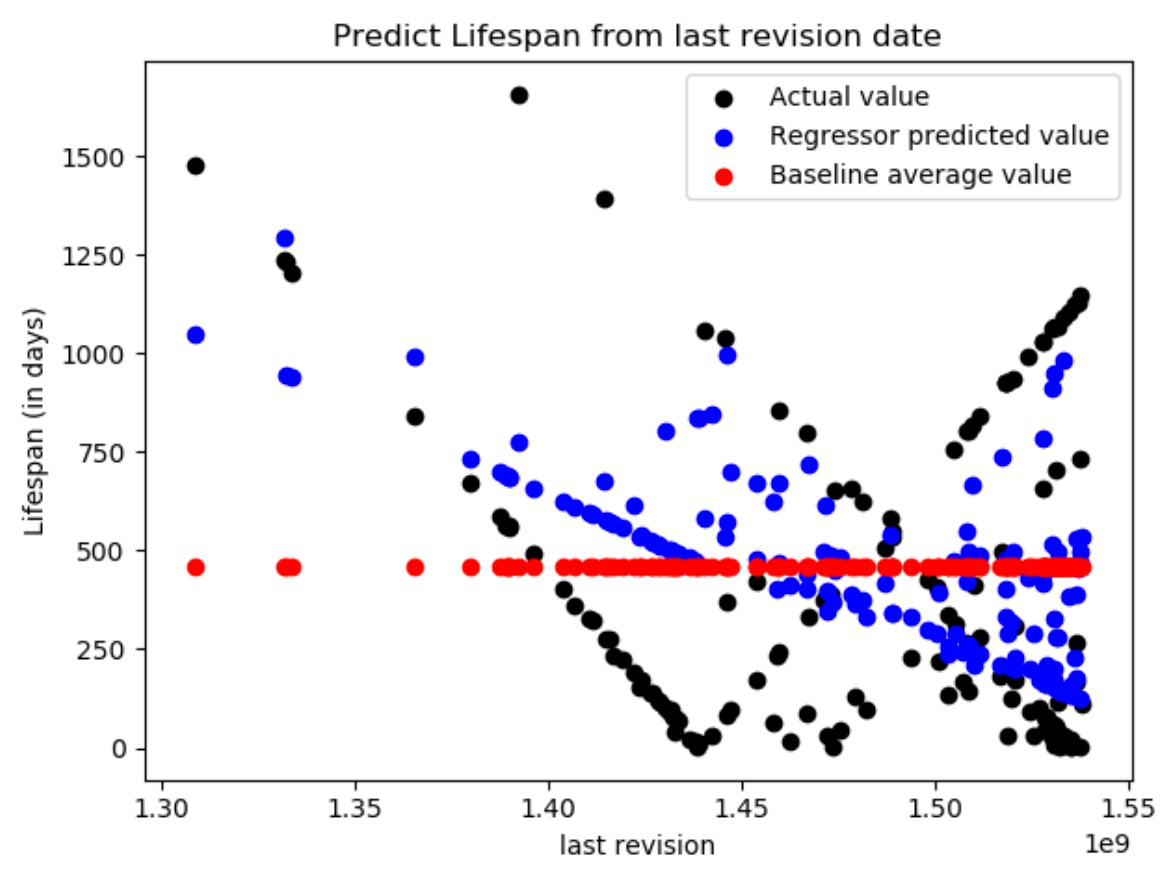 Predict Lifespan from last revision date
Actual value
Regressor predicted value
Baseline average value
Lifespan (in days)
1500
1250
1000
750
500
250
0
1.30 1.35 1.40 1.45 1.50 1.55
1e9
last revision